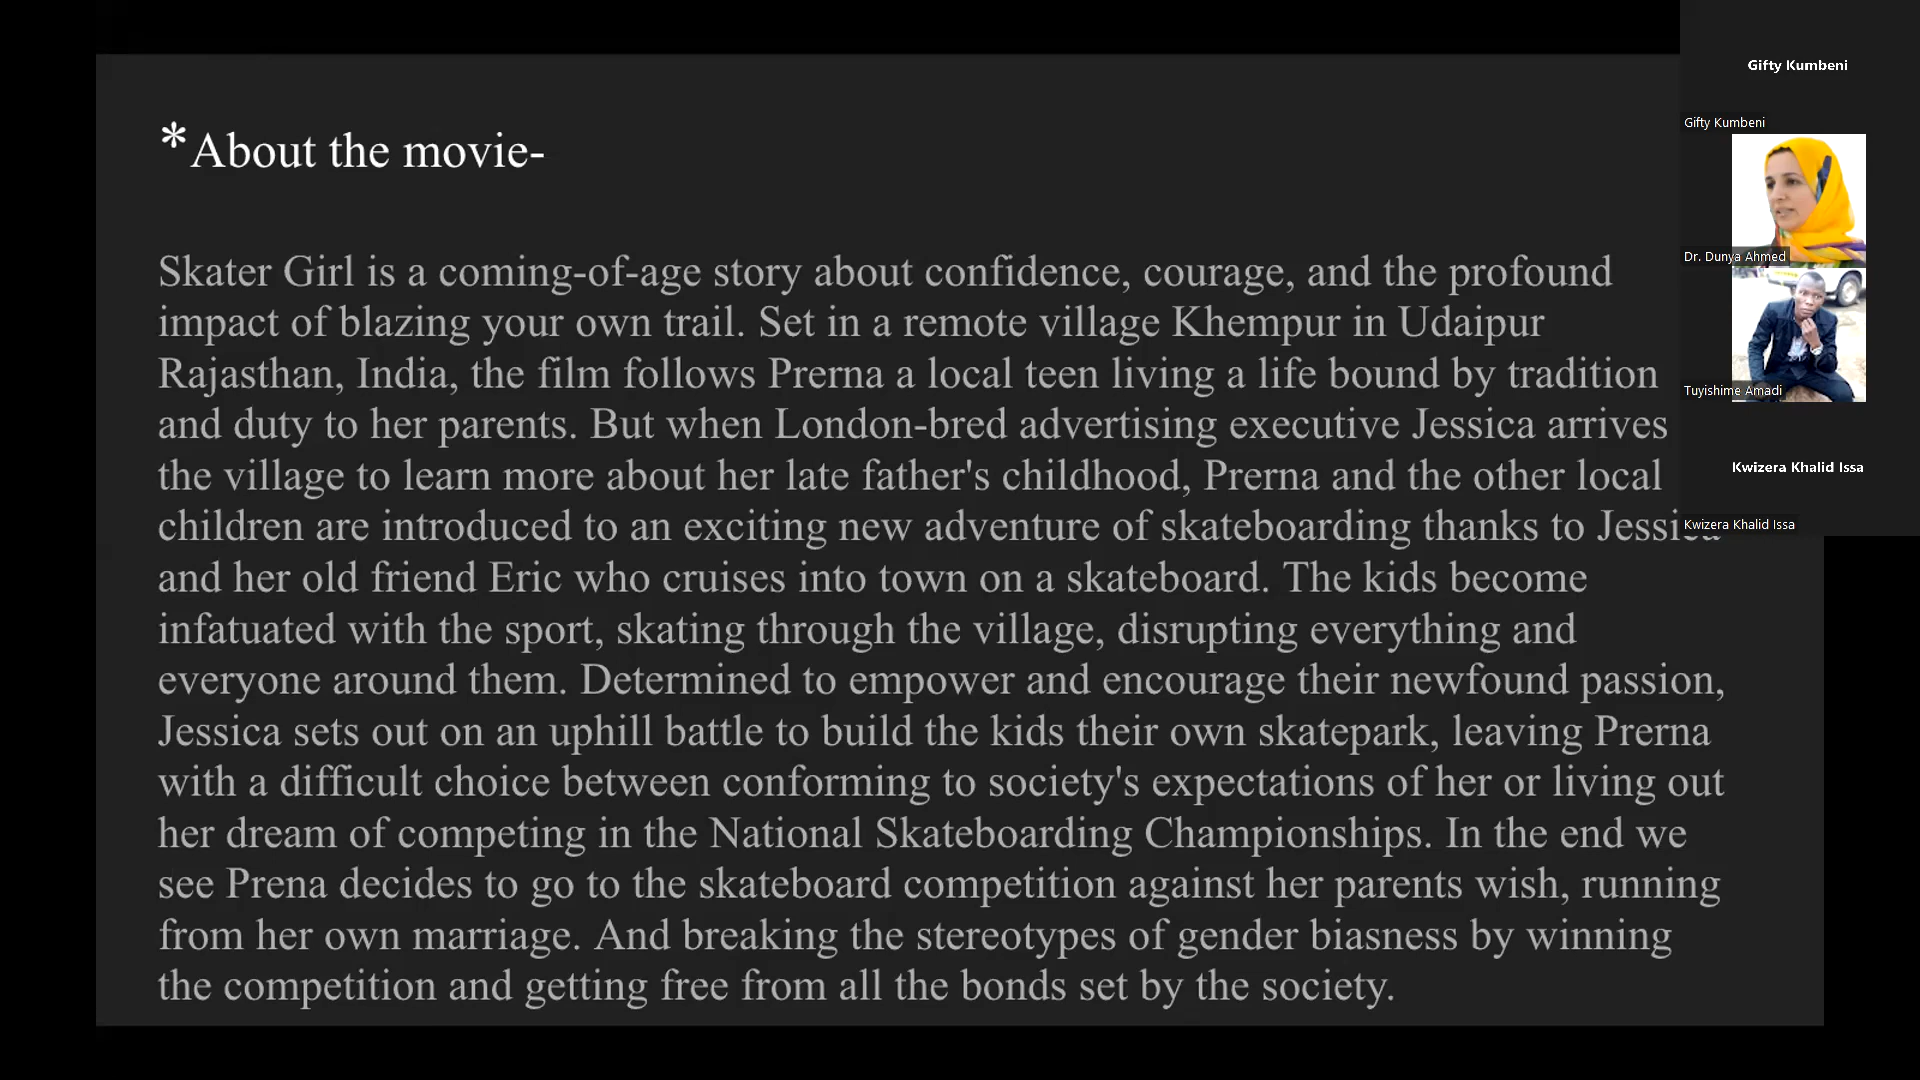 *About the movie-
Skater Girl is a coming-of-age story about confidence, courage, and the profound
impact of blazing your own trail. Set in a remote village Khempur in Udaipur
Rajasthan, India, the film follows Prerna a local teen living a life bound by tradition
and duty to her parents. But when London-bred advertising executive Jessica arrives
the village to learn more about her late father's childhood, Prerna and the other local
children are introduced to an exciting new adventure of skateboarding thanks to Jessica
and her old friend Eric who cruises into town on a skateboard. The kids become
infatuated with the sport, skating through the village, disrupting everything and
everyone around them. Determined to empower and encourage their newfound passion,
Jessica sets out on an uphill battle to build the kids their own skatepark, leaving Prerna
with a difficult choice between conforming to society's expectations of her or living out
her dream of competing in the National Skateboarding Championships. In the end we
see Prena decides to go to the skateboard competition against her parents wish, running
from her own marriage. And breaking the stereotypes of gender biasness by winning
the competition and getting free from all the bonds set by the society.
Gifty Kumbeni
Gifty Kumbeni
Dr. Dunya Ahmed
Tuyishime Amadi
Kwizera Khalid Issa
Kwizera Khalid Issa